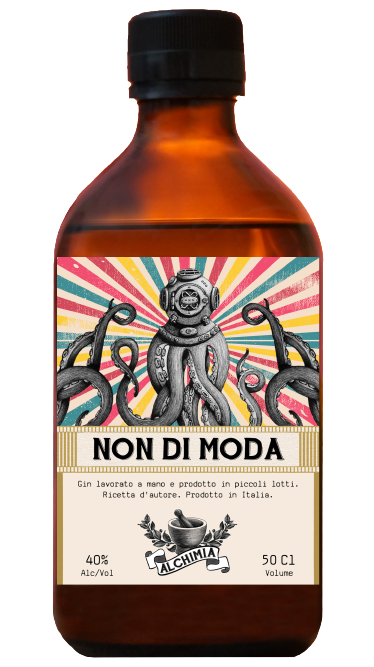 NON DI MODA
Gin lavorato a mano e prodotto in piccoli lotti.
Ricetta d'autore. Prodotto in Italia.
ALCHIMIA
40%
50 Cl
Alc/Vol
Volume